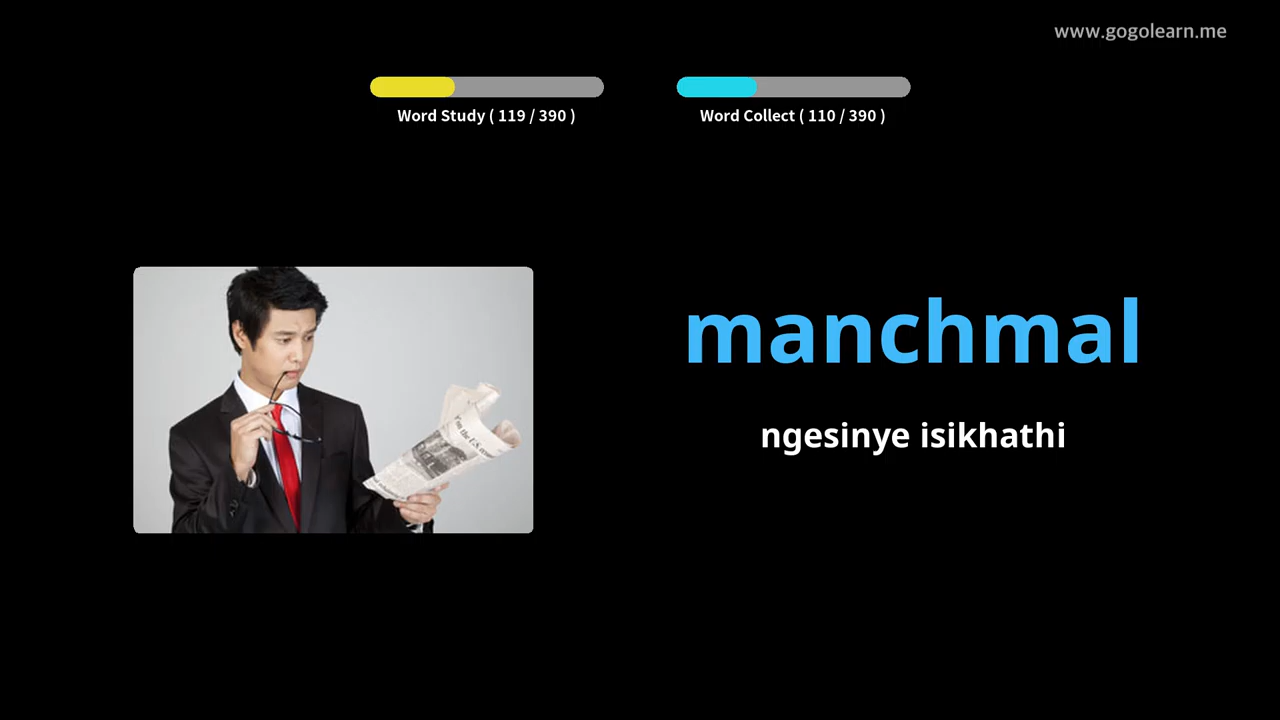 www.gogolearn.me
Word Study ( 119 / 390 )
Word Collect ( 110 / 390 )
manchmal
ngesinye isikhathi